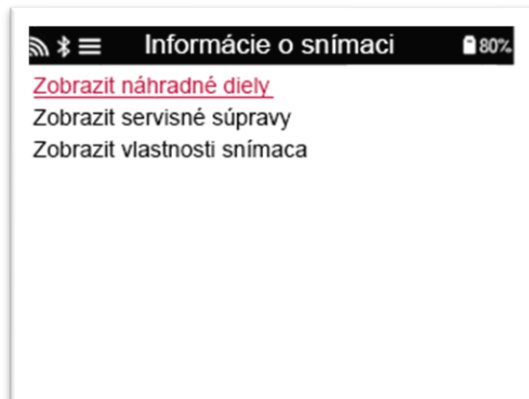 Informácie o snímaci 80%
Zobrazit náhradné diely
Zobrazit servisné súpravy
Zobrazit vlastnosti snímaca